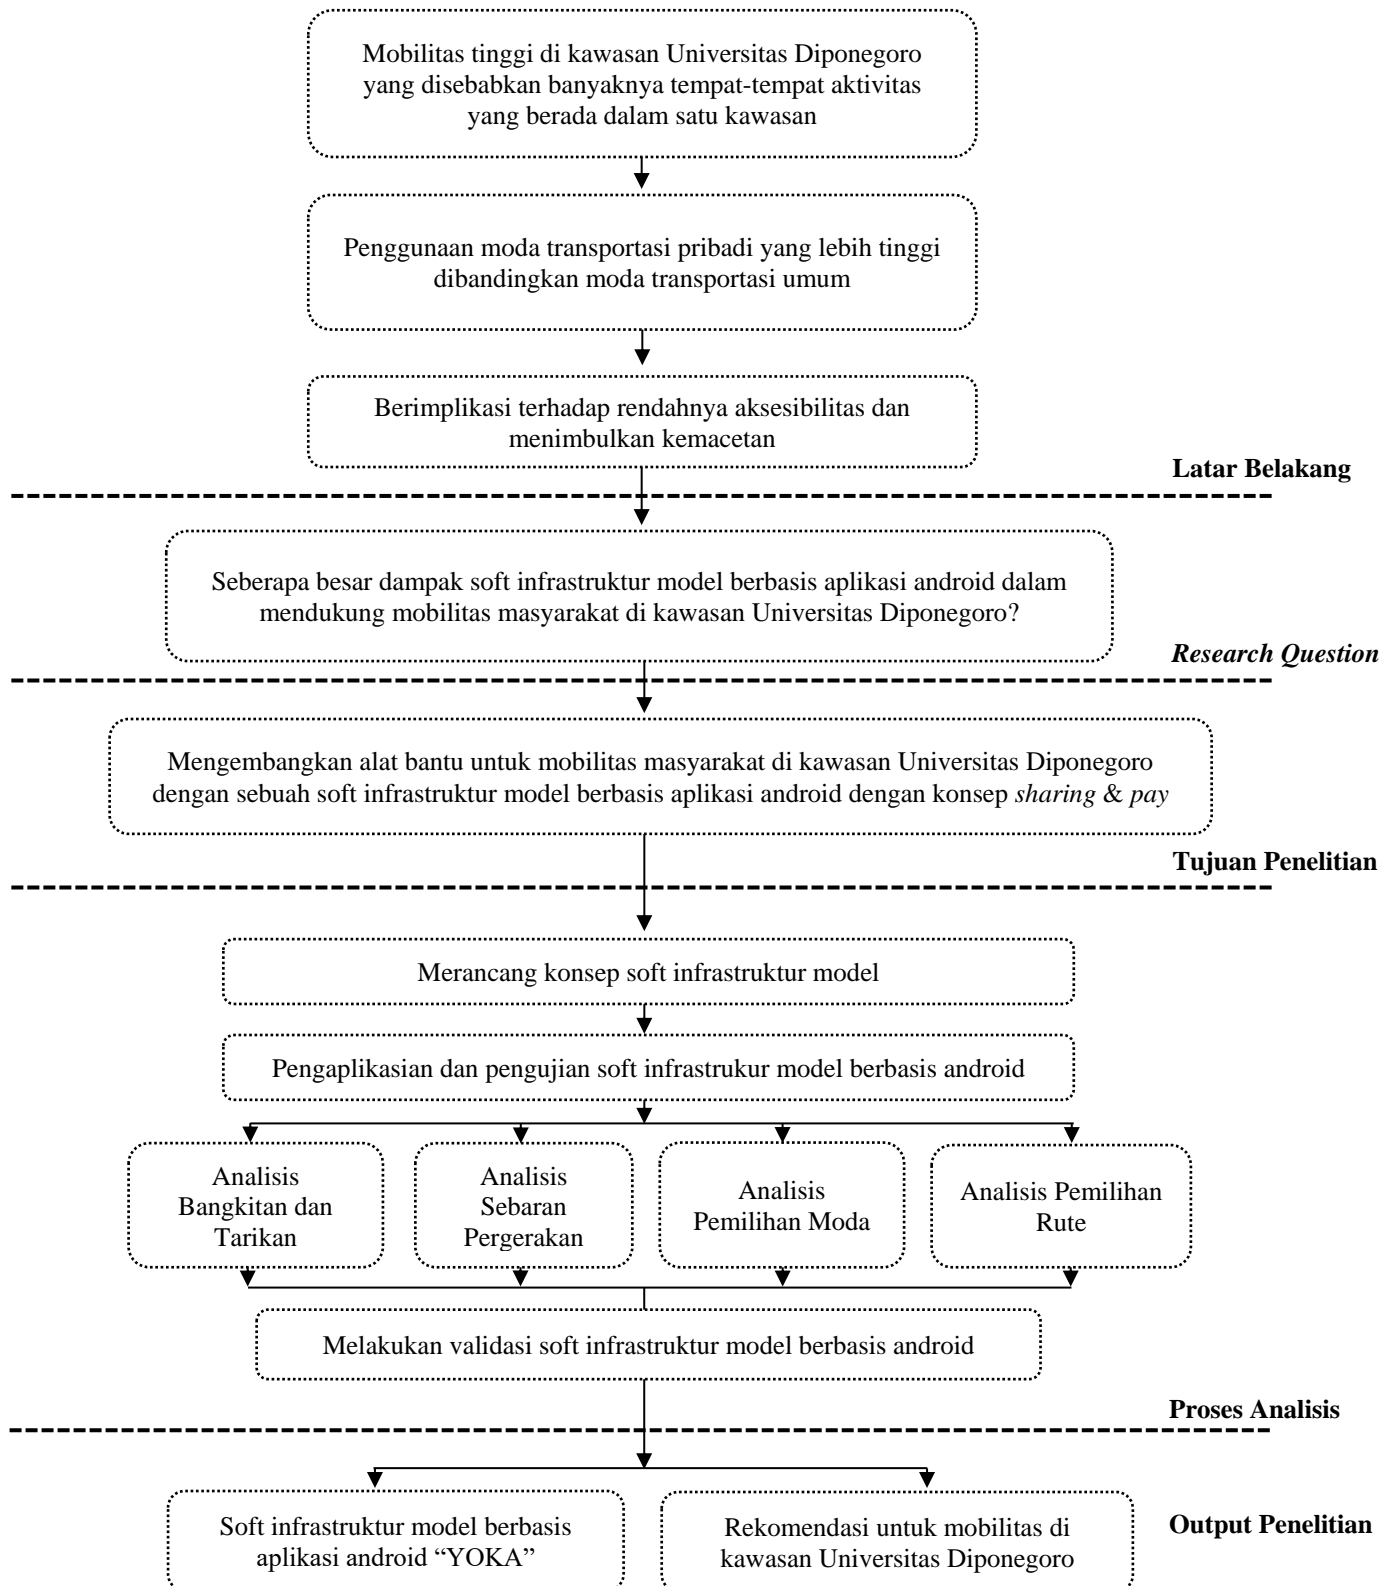 Mobilitas tinggi di kawasan Universitas Diponegoro
yang disebabkan banyaknya tempat-tempat aktivitas
yang berada dalam satu kawasan
Penggunaan moda transportasi pribadi yang lebih tinggi
dibandingkan moda transportasi umum
Berimplikasi terhadap rendahnya aksesibilitas dan
menimbulkan kemacetan
Latar Belakang
Seberapa besar dampak soft infrastruktur model berbasis aplikasi android dalam
mendukung mobilitas masyarakat di kawasan Universitas Diponegoro?
Research Question
Mengembangkan alat bantu untuk mobilitas masyarakat di kawasan Universitas Diponegoro
dengan sebuah soft infrastruktur model berbasis aplikasi android dengan konsep sharing & pay
Tujuan Penelitian
Merancang konsep soft infrastruktur model
Pengaplikasian dan pengujian soft infrastrukur model berbasis android
Analisis
Bangkitan dan
Tarikan
Analisis
Sebaran
Pergerakan
Analisis
Pemilihan Moda
Analisis Pemilihan
Rute
Melakukan validasi soft infrastruktur model berbasis android
Proses Analisis
Soft infrastruktur model berbasis
aplikasi android “YOKA”
Rekomendasi untuk mobilitas di
kawasan Universitas Diponegoro
Output Penelitian